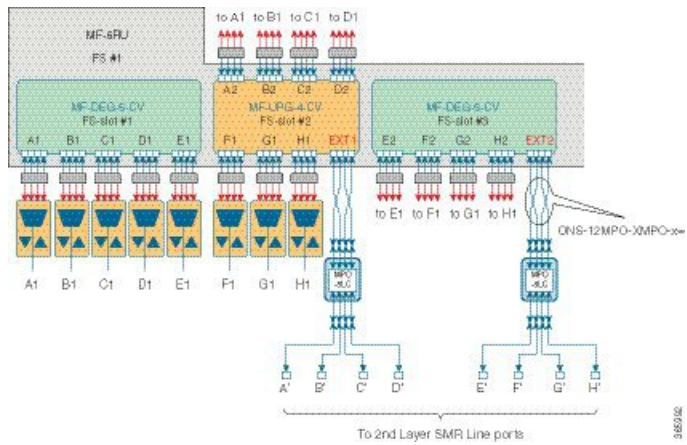 to A1 to B1 to C1 to D1
MF-6RU
FS #1
A2 B2 C2 D2
MF-DEG-5-CV MF-UPG-4-CV MF-DEG-5-CV
FS-slot #1 FS-slot #2 FS-slot #3
A1 B1 C1 D1 E1 F1 G1 H1 EXT1 E2 F2 G2 H2 EXT2
to E1 to F1 to G1 to H1
ONS-12MPO-XMPO-x=
MPO MPO
-8LC -8LC
A1 B1 C1 D1 E1 F1 G1 H1
A' B' C' D' E' F' G' H'
To 2nd Layer SMR Line ports